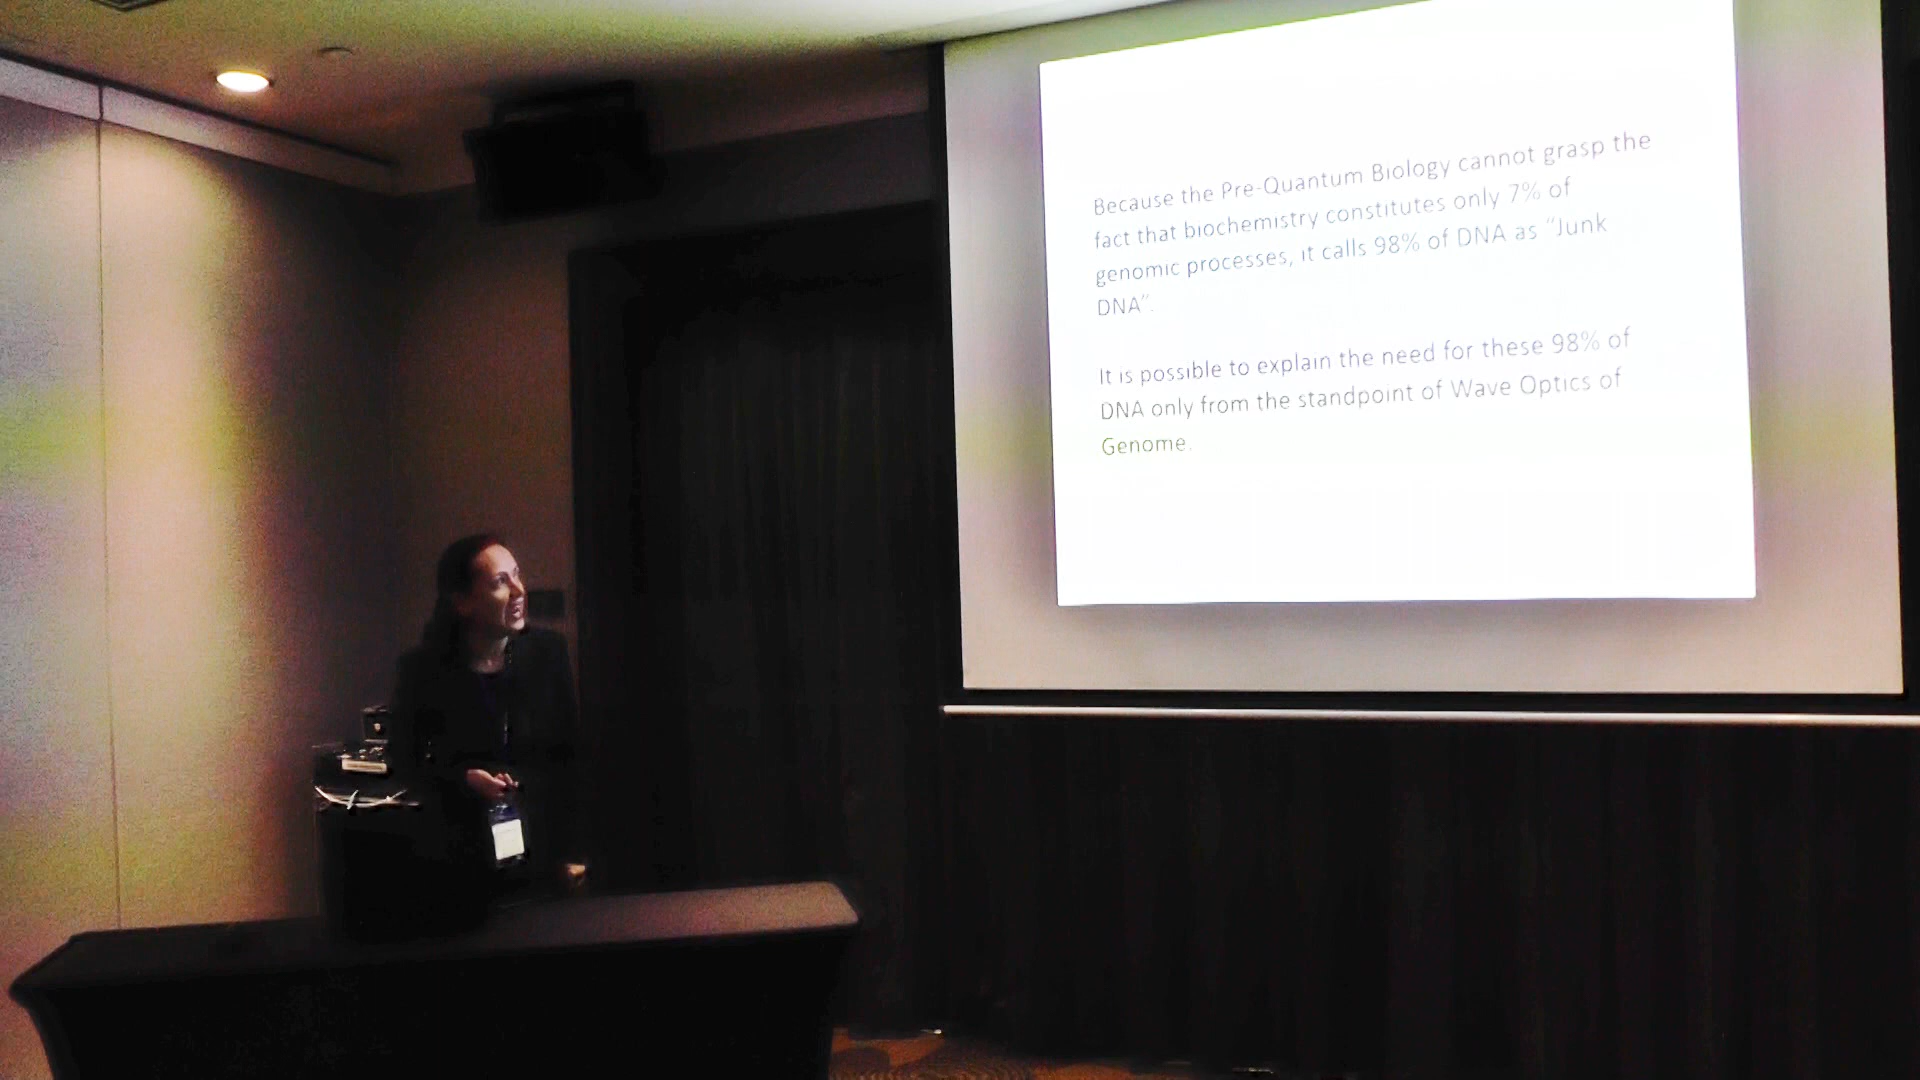 Because the Pre-Quantum Biology cannot grasp the
fact that biochemistry constitutes only 7% of
genomic processes, it calls 98% of DNA as "Junk
DNA".
It is possible to explain the need for these 98% of
DNA only from the standpoint of Wave Optics of
Genome.